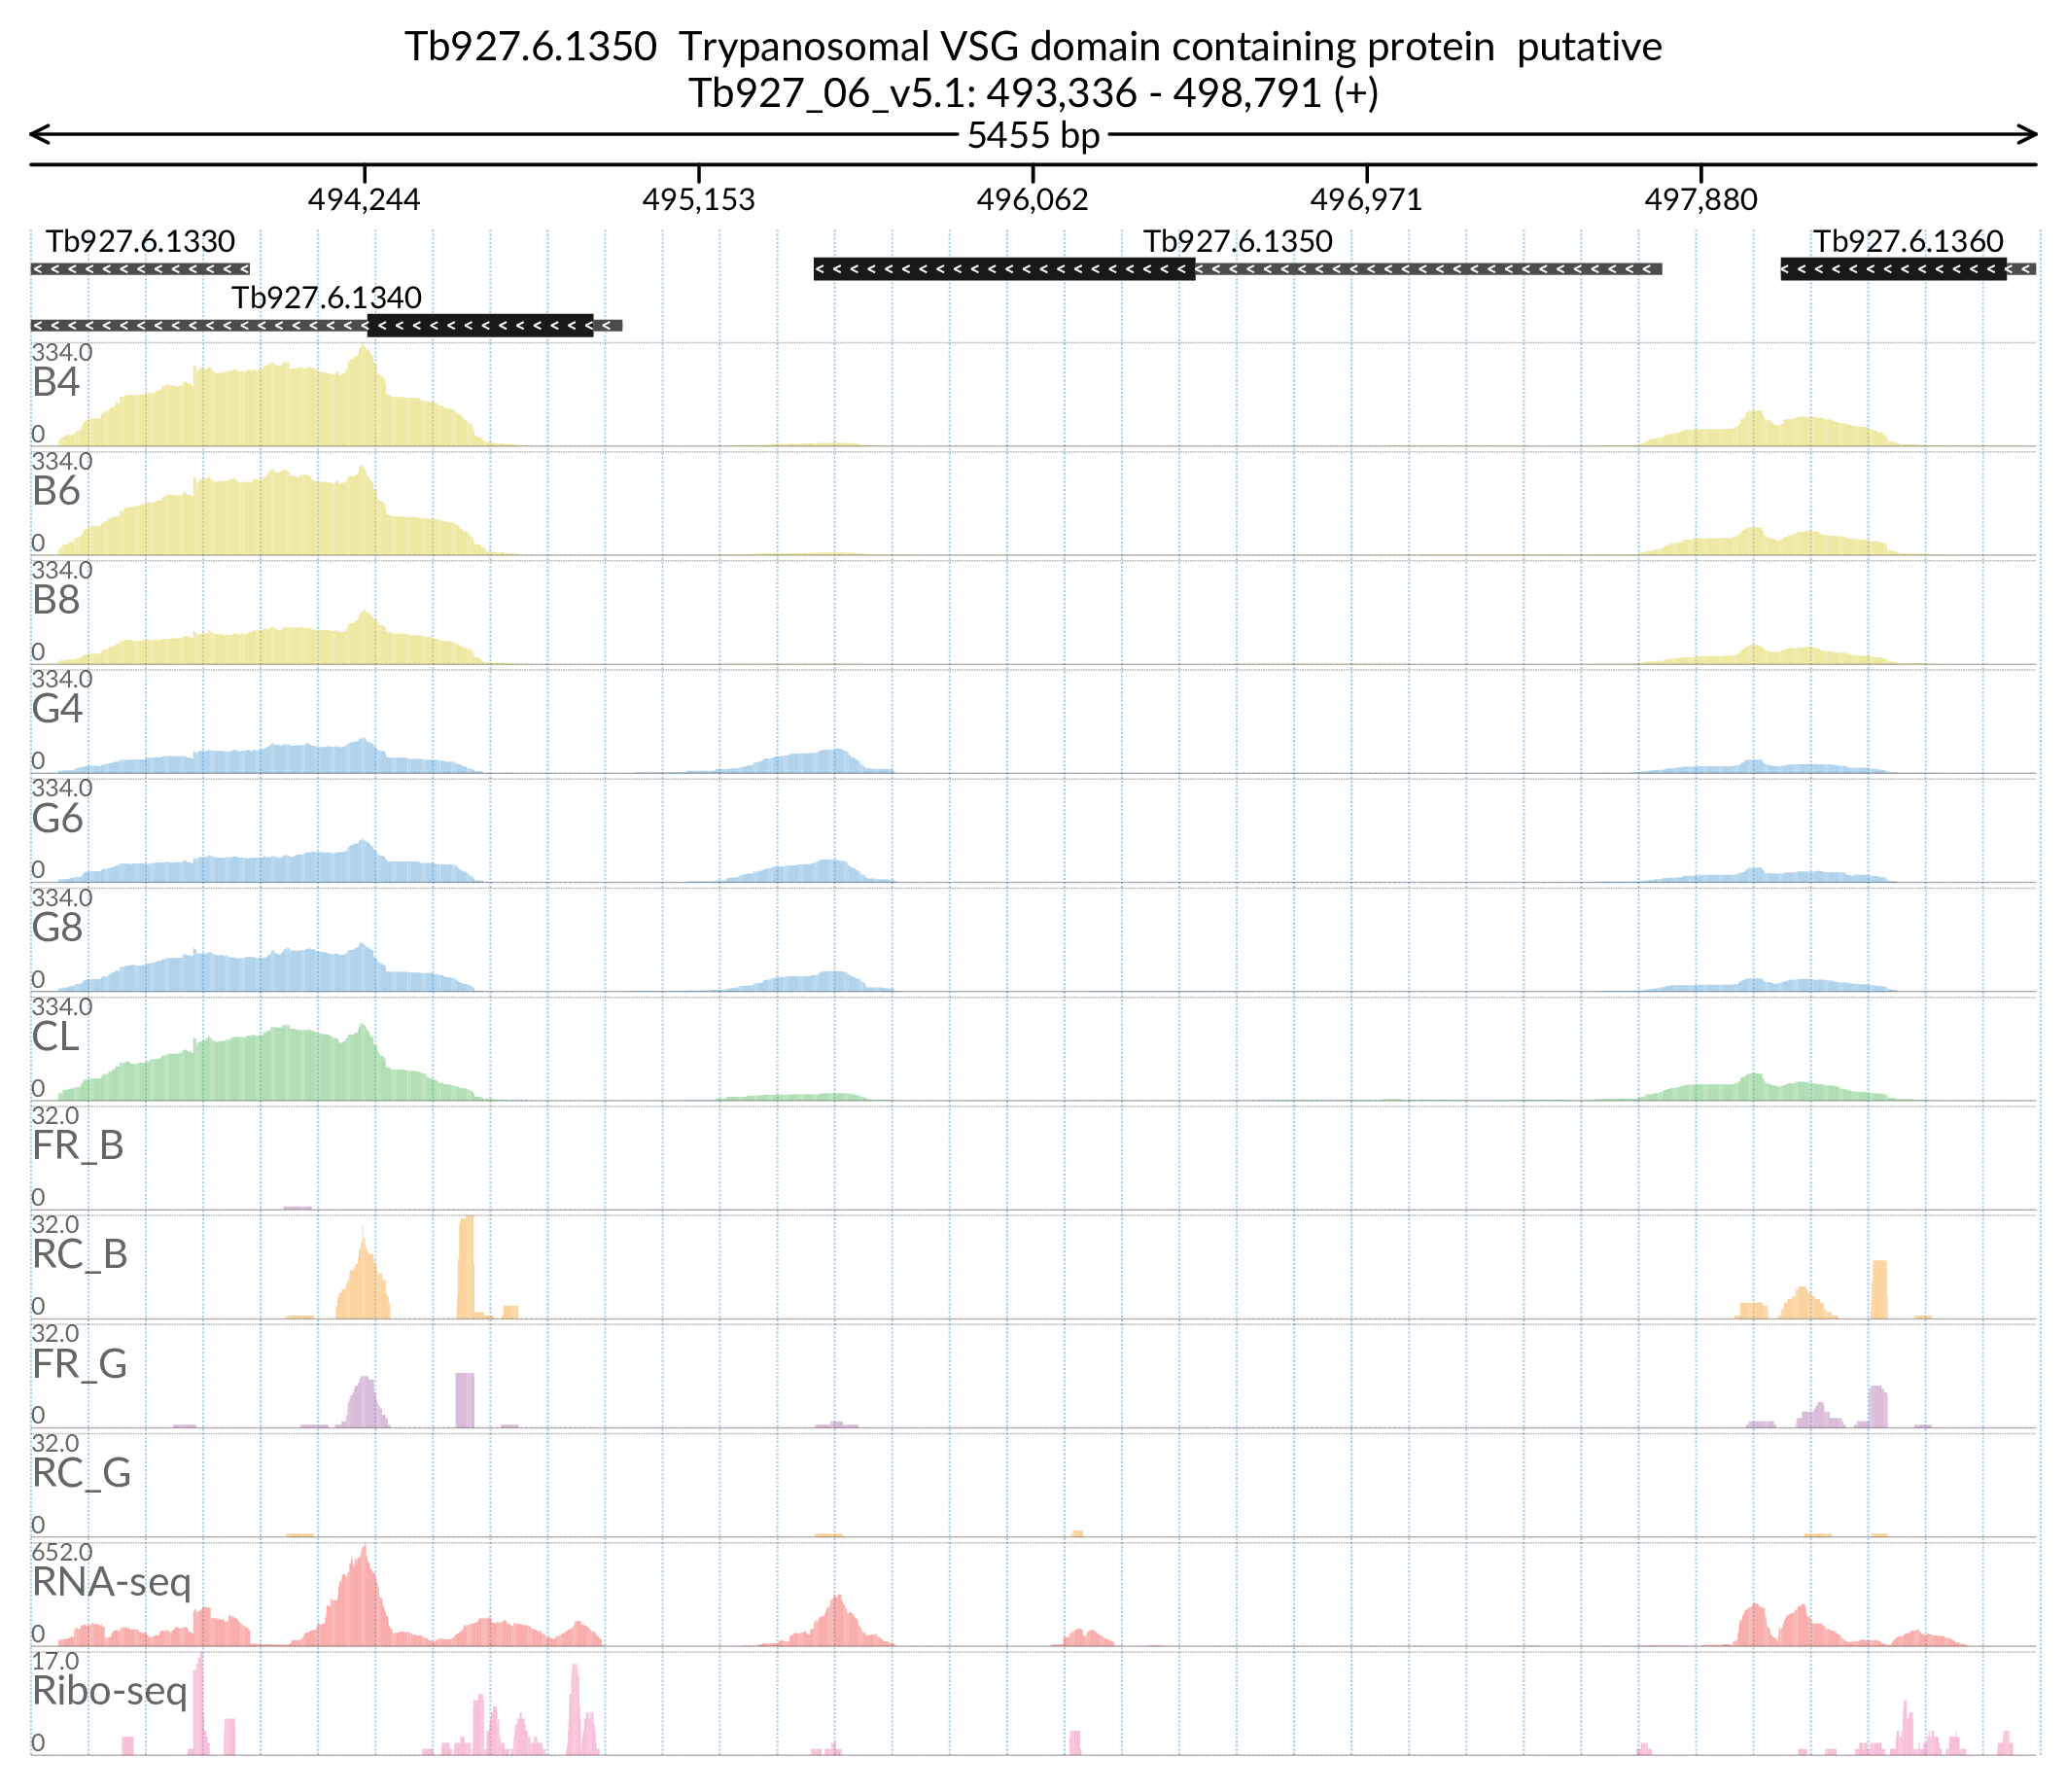 Tb927.6.1350  Trypanosomal VSG domain containing protein  putative
Tb927_06_v5.1: 493,336 - 498,791 (+)
5455 bp
494,244 495,153 496,062 496,971 497,880
Tb927.6.1330 Tb927.6.1350 Tb927.6.1360
Tb927.6.1340
334.0
B4
0
334.0
B6
0
334.0
B8
0
334.0
G4
0
334.0
G6
0
334.0
G8
0
334.0
CL
0
32.0
FR_B
0
32.0
RC_B
0
32.0
FR_G
0
32.0
RC_G
0
652.0
RNA-seq
0
17.0
Ribo-seq
0